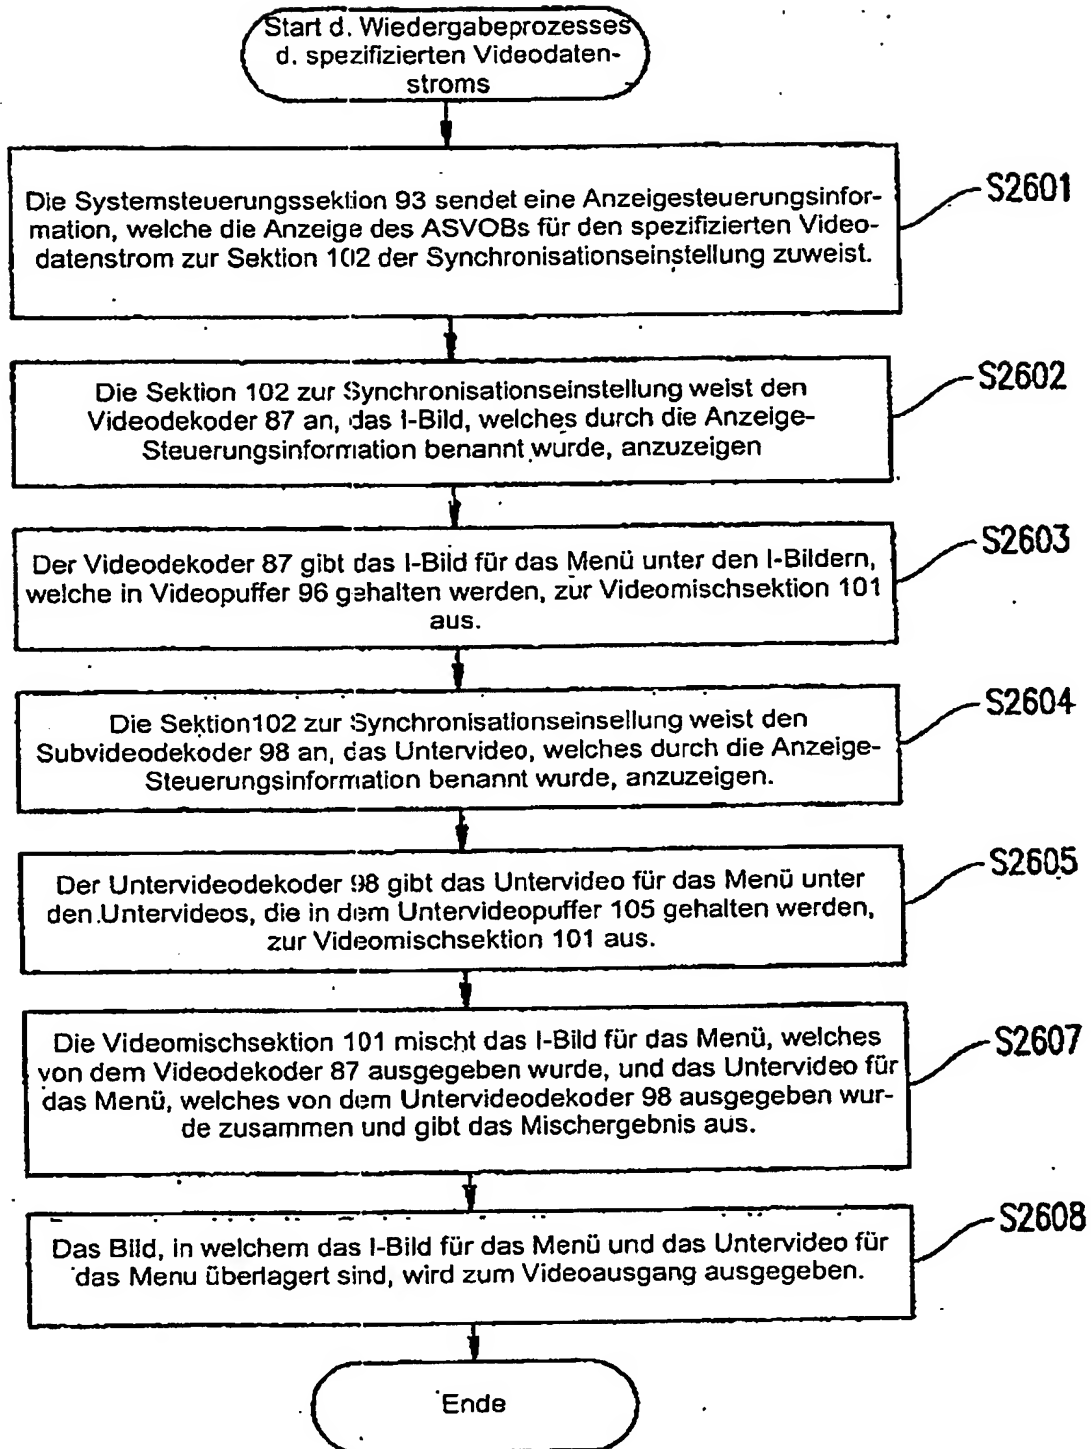 Start d. Wiedergabeprozesses
d. spezifizierten Videodaten-
stroms
Die Systemsteuerungssektion 93 sendet eine Anzeigesteuerungsinfor-
mation, welche die Anzeige des ASVOBs für den spezifizierten Video-
datenstrom zur Sektion 102 der Synchronisationseinstellung zuweist.
S2601
Die Sektion 102 zur Synchronisationseinstellung weist den
Videodekoder 87 an, das I-Bild, welches durch die Anzeige-
Steuerungsinformation benannt wurde, anzuzeigen
S2602
Der Videodekoder 87 gibt das I-Bild für das Menü unter den I-Bildern,
welche in Videopuffer 96 gehalten werden, zur Videomischsektion 101
aus.
S2603
Die Sektion102 zur Synchronisationseinsellung weist den
Subvideodekoder 98 an, das Untervideo, welches durch die Anzeige-
Steuerungsinformation benannt wurde, anzuzeigen.
S2604
Der Untervideodekoder 98 gibt das Untervideo für das Menü unter
den Untervideos, die in dem Untervideopuffer 105 gehalten werden,
zur Videomischsektion 101 aus.
S2605
Die Videomischsektion 101 mischt das I-Bild für das Menü, welches
von dem Videodekoder 87 ausgegeben wurde, und das Untervideo für
das Menü, welches von dem Untervideodekoder 98 ausgegeben wur-
de zusammen und gibt das Mischergebnis aus.
S2607
Das Bild, in welchem das I-Bild für das Menü und das Untervideo für
das Menu überlagert sind, wird zum Videoausgang ausgegeben.
S2608
Ende